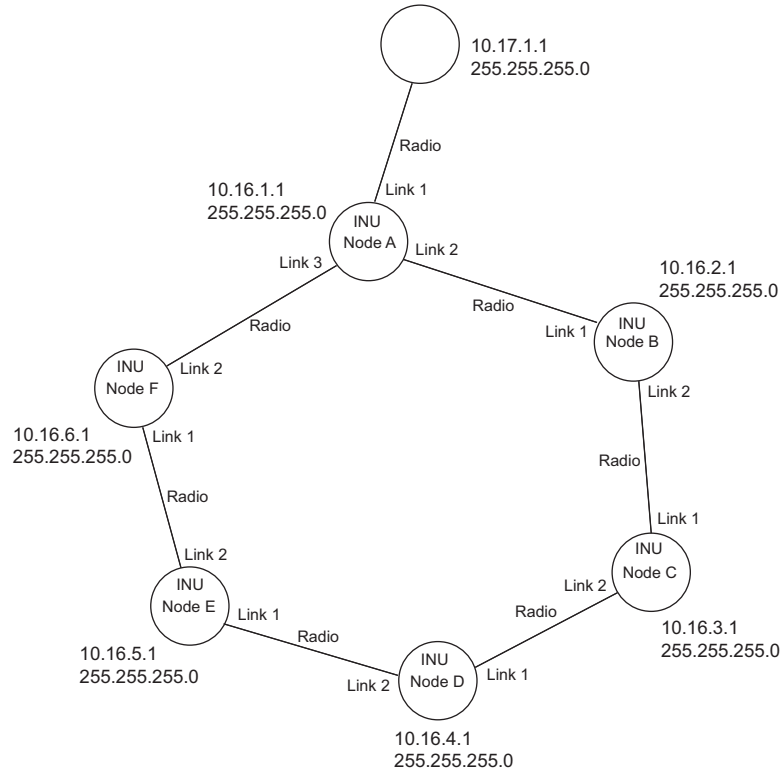 10.17.1.1
255.255.255.0
Radio
Link 1
10.16.1.1
255.255.255.0
INU
Node A
Link 3
Link 2
Radio
Radio
10.16.2.1
255.255.255.0
Link 1
INU
Node B
Link 2
INU
Node F
Link 2
Link 1
10.16.6.1
255.255.255.0
Radio
Radio
Link 1
Link 2
INU
Node C
Link 2
10.16.3.1
255.255.255.0
INU
Node E
Link 1
10.16.5.1
255.255.255.0
Radio
Radio
INU
Node D
Link 2
Link 1
10.16.4.1
255.255.255.0